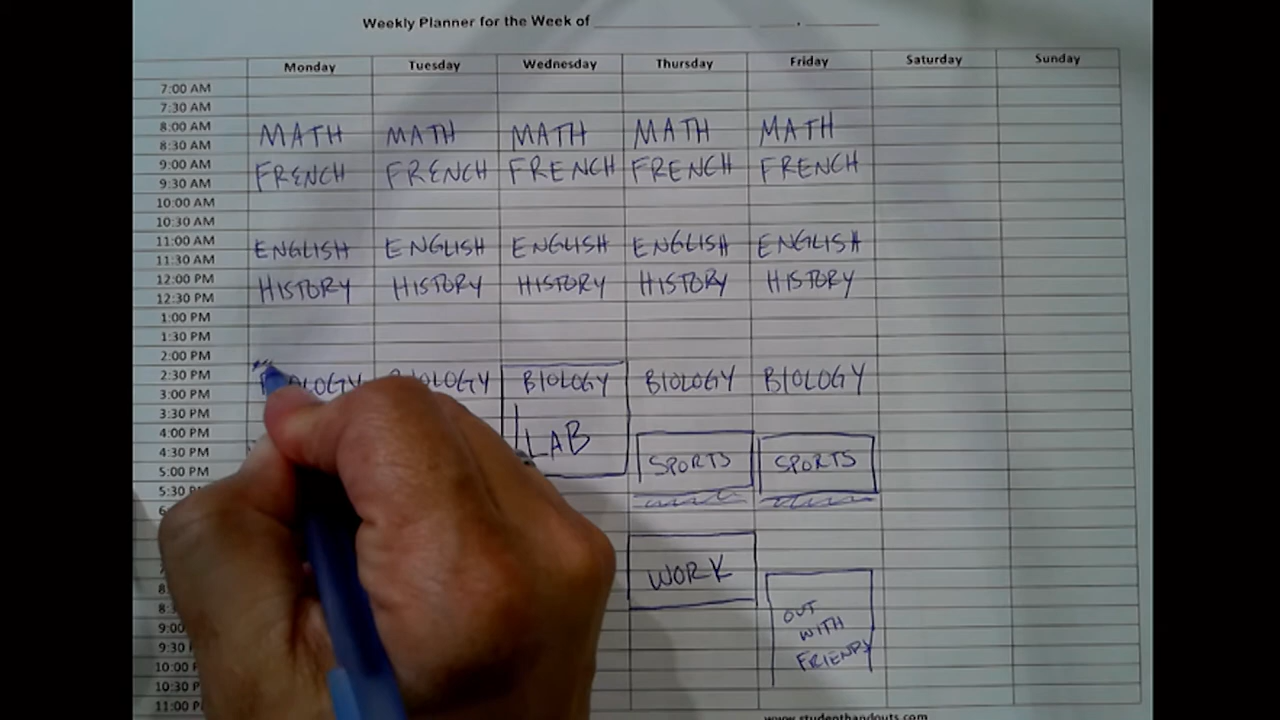 Weekly Planner for the Week of
Monday Tuesday Wednesday Thursday Friday Saturday Sunday
7:00 AM
7:30 AM
8:00 AM
MATH MATH MATH MATH MATH
8:30 AM
9:00 AM
FRENCH FRENCH FRENCH FRENCH FRENCH
9:30 AM
10:00 AM
10:30 AM
11:00 AM
ENGLISH ENGLISH ENGLISH ENGLISH ENGLISH
11:30 AM
12:00 PM
HISTORY HISTORY HISTORY HISTORY HISTORY
12:30 PM
1:00 PM
1:30 PM
2:00 PM
2:30 PM
BIOLOGY BIOLOGY BIOLOGY BIOLOGY BIOLOGY
3:00 PM
3:30 PM
4:00 PM
LAB
4:30 PM
SPORTS SPORTS
5:00 PM
5:30 P
WORK
8:3
OUT
9:00
WITH
9:30
FRIENDS
10:00 P
10:30 P
11:00 P
www.studenthandouts.com